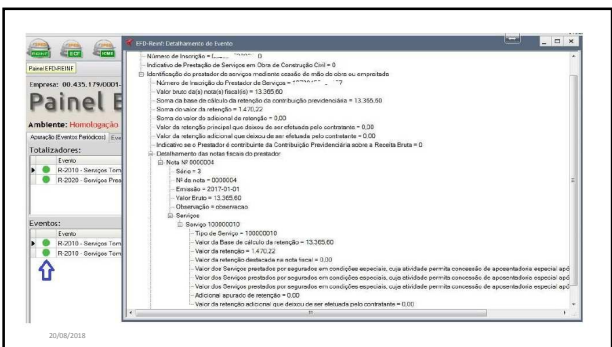 EFD-Reinf: Detalhamento do Evento
Painel EFD-REINF
Empresa: 00.435.179/0001-
Painel E
Ambiente: Homologação
Apuração (Eventos Periódicos) Eve
Totalizadores:
Evento
R-2010 - Serviços Tom
R-2020 - Serviços Pres
Eventos:
Evento
R-2010 - Serviços Tom
R-2010 - Serviços Tom
Número de Inscrição =
Indicativo de Prestação de Serviços em Obra de Construção Civil = 0
Identificação do prestador de serviços mediante cessão de mão de obra ou empreitada
Número de Inscrição do Prestador de Serviços =
Valor bruto da(s) nota(s) fiscal(is) = 13.365,60
Soma da base de cálculo da retenção da contribuição previdenciária = 13.365,60
Soma do valor da retenção = 1.470,22
Soma do valor do adicional de retenção = 0,00
Valor da retenção principal que deixou de ser efetuada pelo contratante = 0,00
Valor da retenção adicional que deixou de ser efetuada pelo contratante = 0,00
Indicativo se o Prestador é contribuinte da Contribuição Previdenciária sobre a Receita Bruta = 0
Detalhamento das notas fiscais do prestador
Nota Nº 0000004
Série = 3
Nº da nota = 0000004
Emissão = 2017-01-01
Valor Bruto = 13.365,60
Observação = observacao
Serviços
Serviço 100000010
Tipo de Serviço = 100000010
Valor da Base de cálculo da retenção = 13.365,60
Valor da retenção = 1.470,22
Valor da retenção destacada na nota fiscal = 0,00
Valor dos Serviços prestados por segurados em condições especiais, cuja atividade permita concessão de aposentadoria especial apó
Valor dos Serviços prestados por segurados em condições especiais, cuja atividade permita concessão de aposentadoria especial apó
Valor dos Serviços prestados por segurados em condições especiais, cuja atividade permita concessão de aposentadoria especial apó
Adicional apurado de retenção = 0,00
Valor da retenção adicional que deixou de ser efetuada pelo contratante = 0,00
20/08/2018